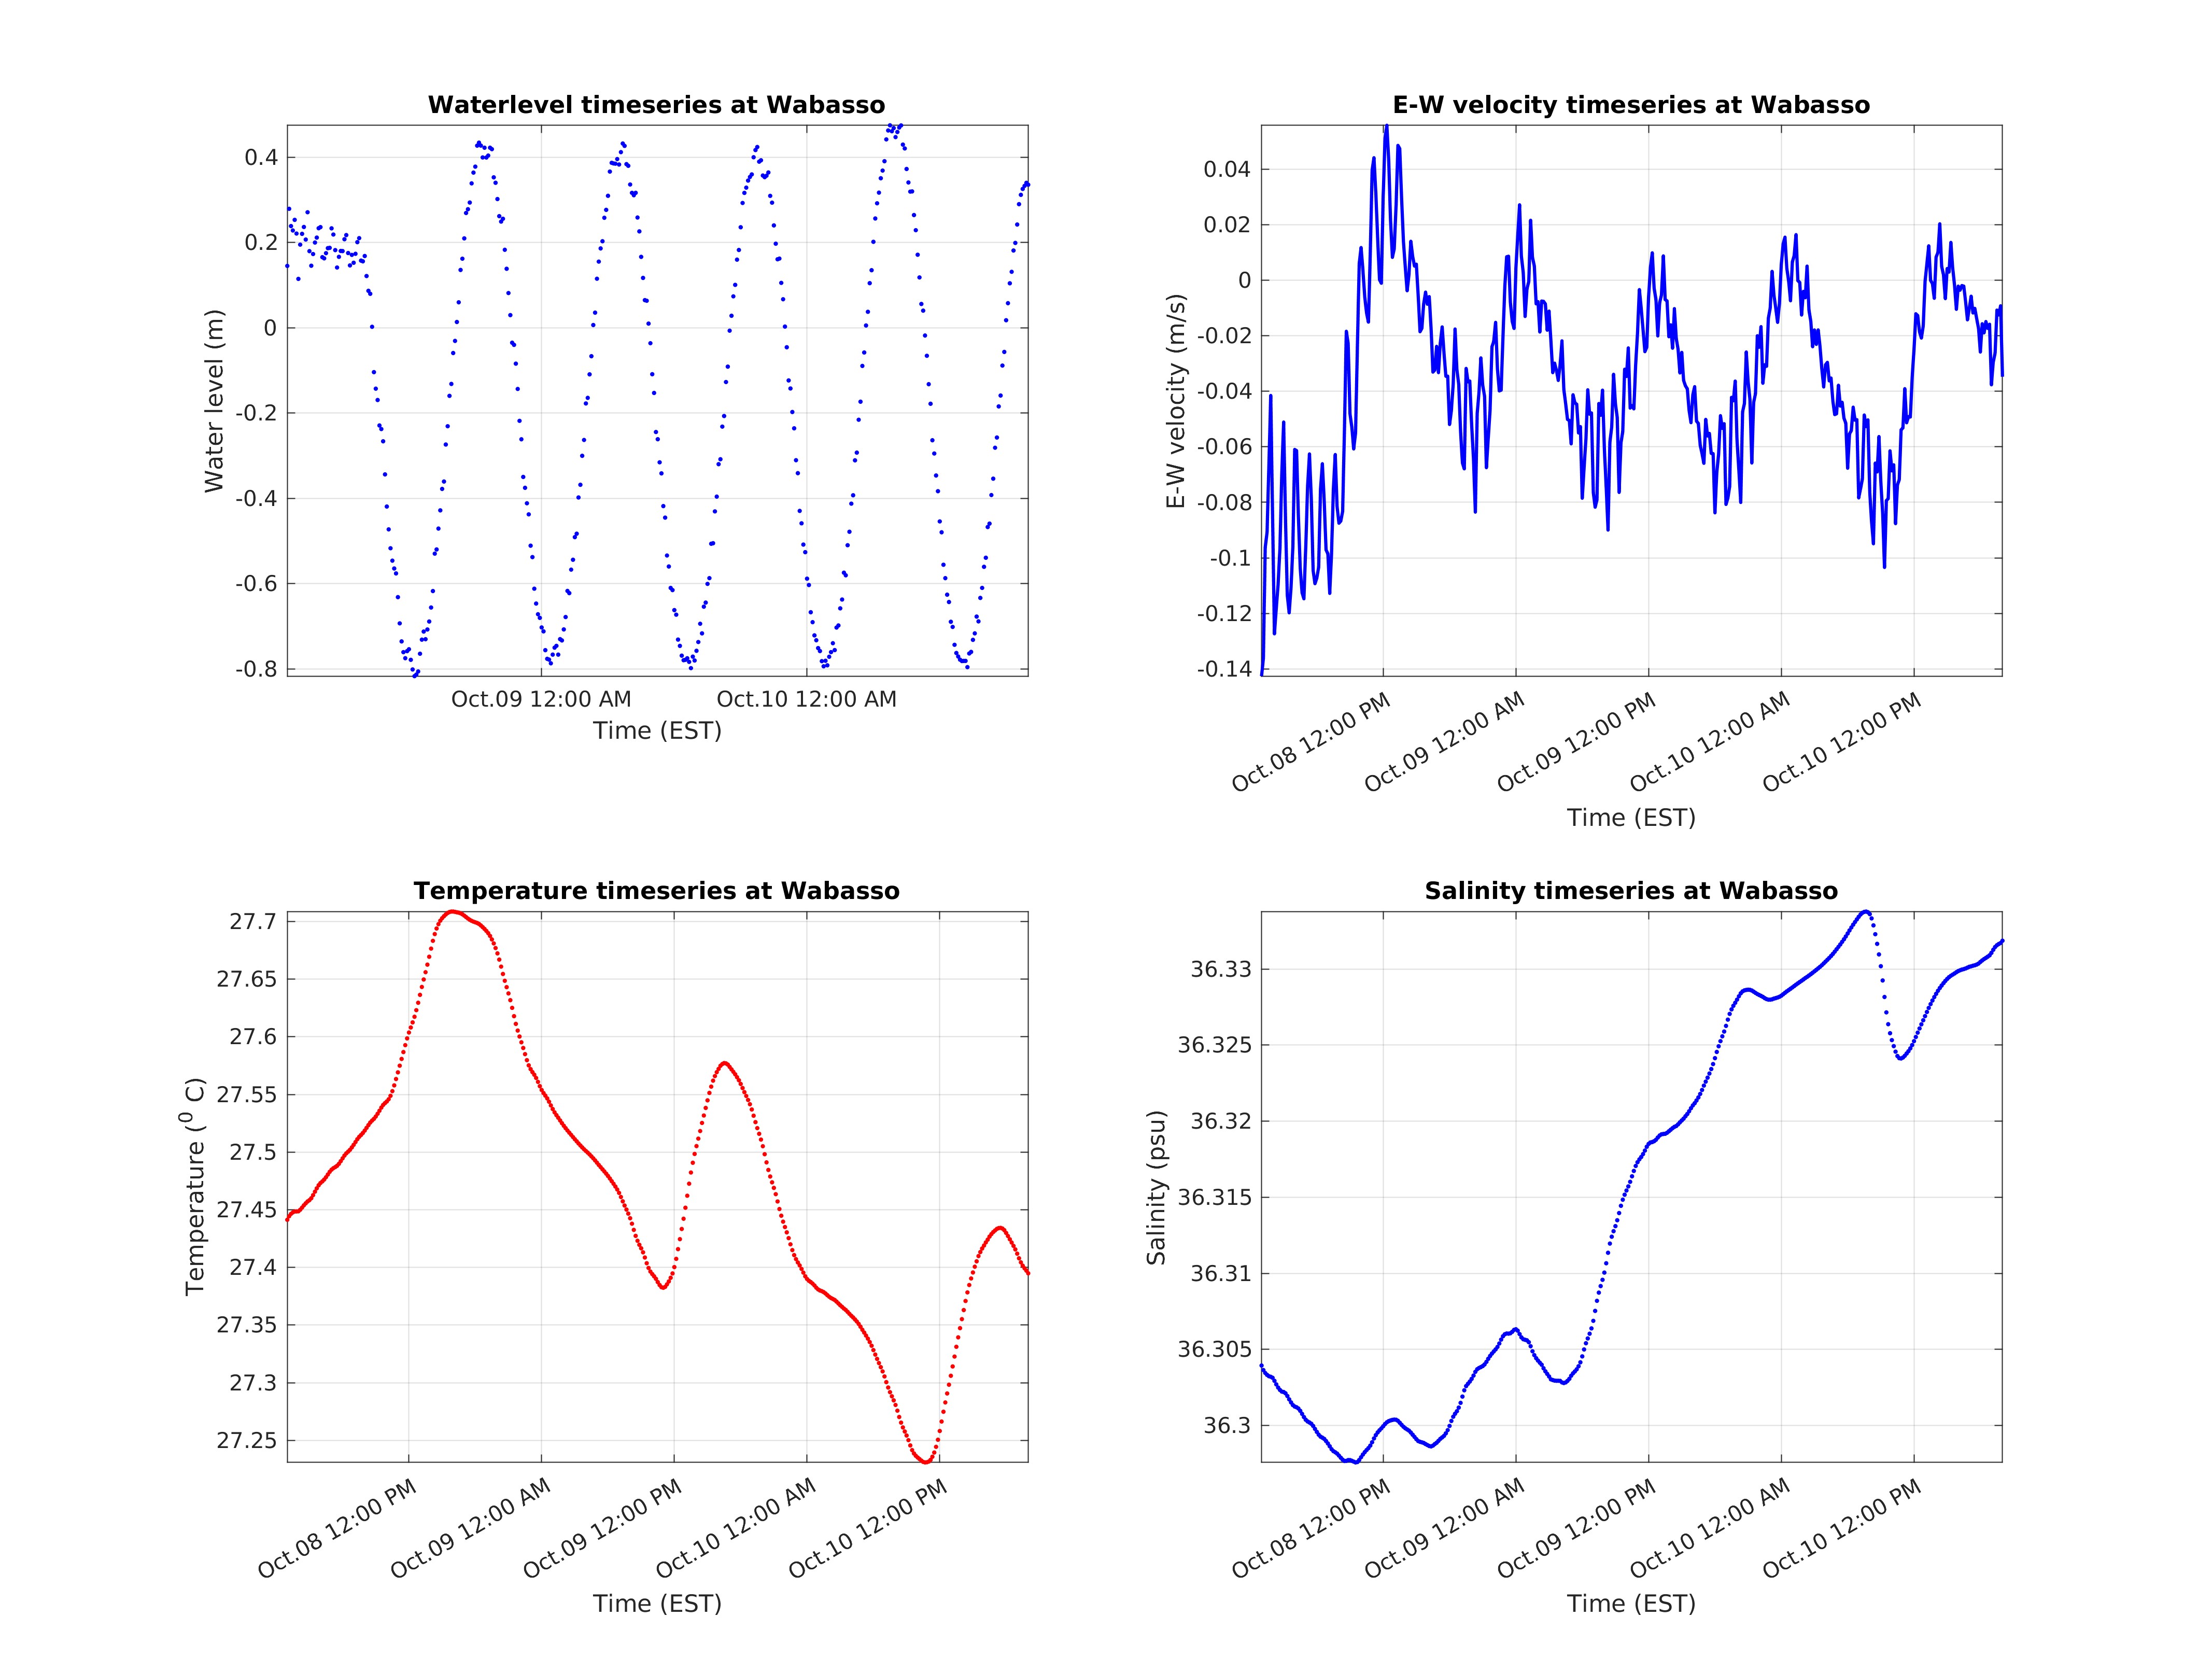 Waterlevel timeseries at Wabasso
0.4
0.2
0
-0.2
-0.4
-0.6
-0.8
Water level (m)
Oct.09 12:00 AM
Oct.10 12:00 AM
Time (EST)
E-W velocity timeseries at Wabasso
0.04
0.02
0
-0.02
-0.04
-0.06
-0.08
-0.1
-0.12
-0.14
E-W velocity (m/s)
Oct.08 12:00 PM
Oct.09 12:00 AM
Oct.09 12:00 PM
Oct.10 12:00 AM
Oct.10 12:00 PM
Time (EST)
Temperature timeseries at Wabasso
27.7
27.65
27.6
27.55
27.5
27.45
27.4
27.35
27.3
27.25
Temperature (⁰ C)
Oct.08 12:00 PM
Oct.09 12:00 AM
Oct.09 12:00 PM
Oct.10 12:00 AM
Oct.10 12:00 PM
Time (EST)
Salinity timeseries at Wabasso
36.33
36.325
36.32
36.315
36.31
36.305
36.3
Salinity (psu)
Oct.08 12:00 PM
Oct.09 12:00 AM
Oct.09 12:00 PM
Oct.10 12:00 AM
Oct.10 12:00 PM
Time (EST)